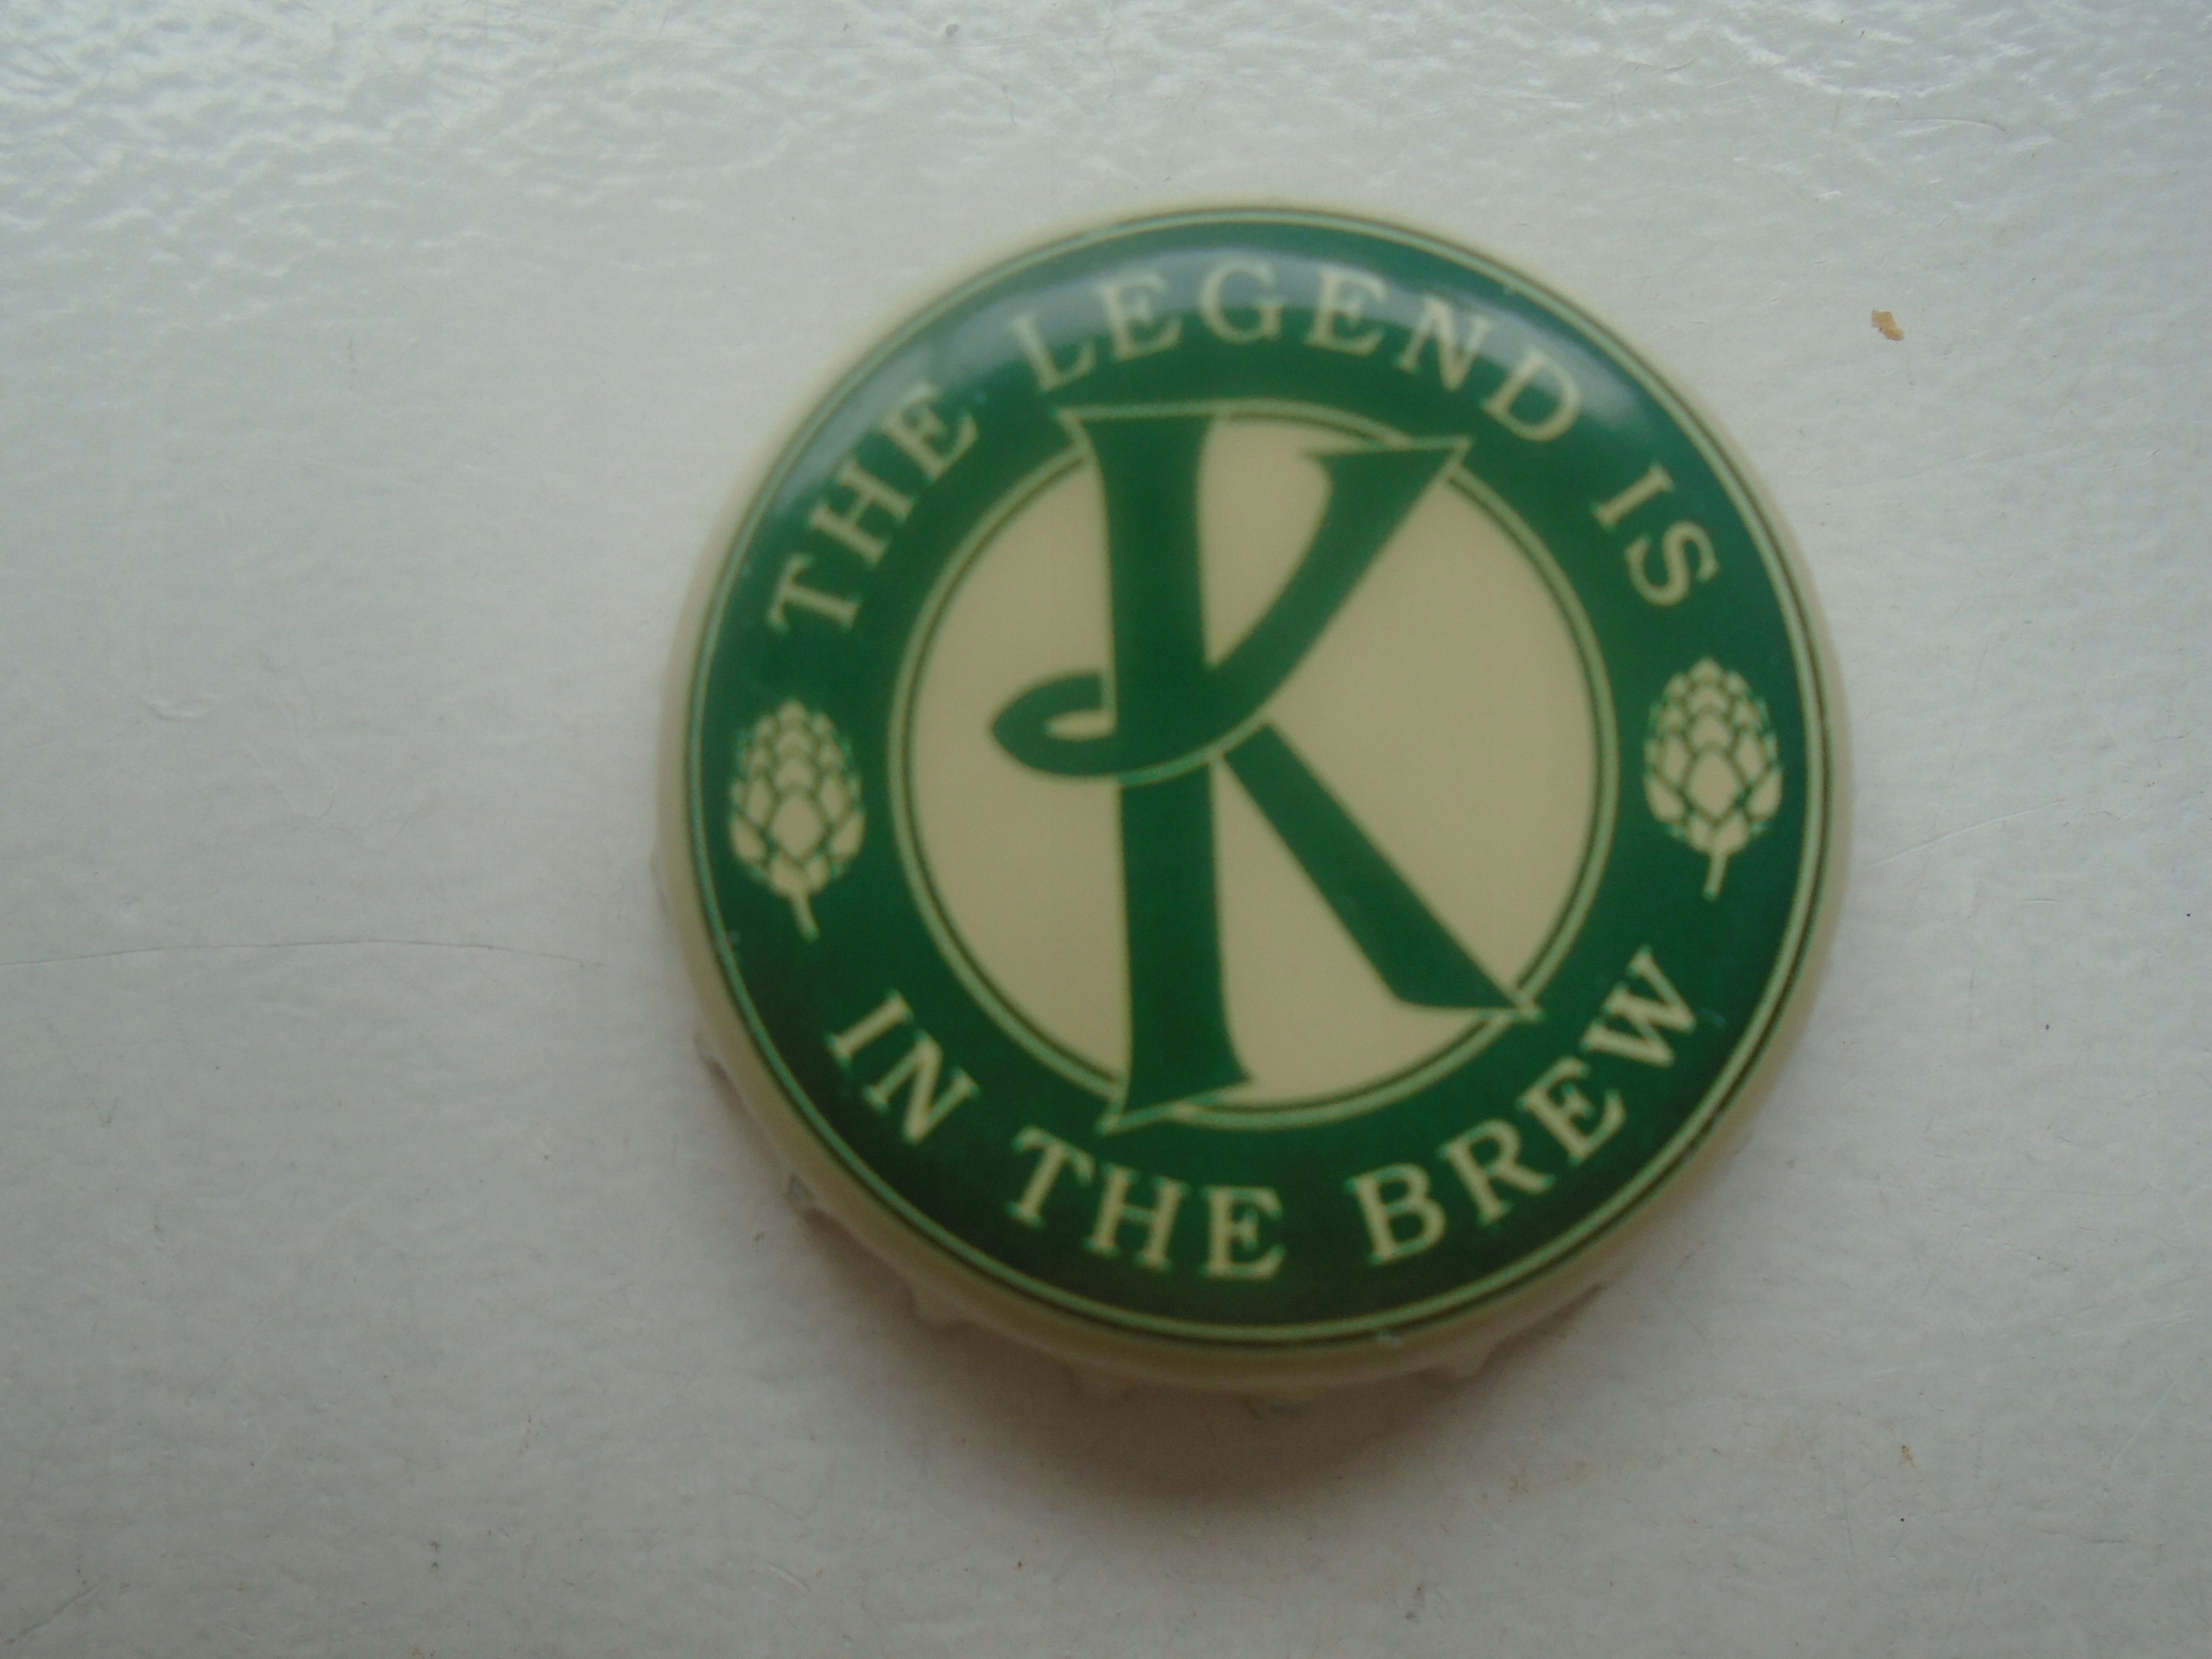 THE LEGEND IS
K
IN THE BREW